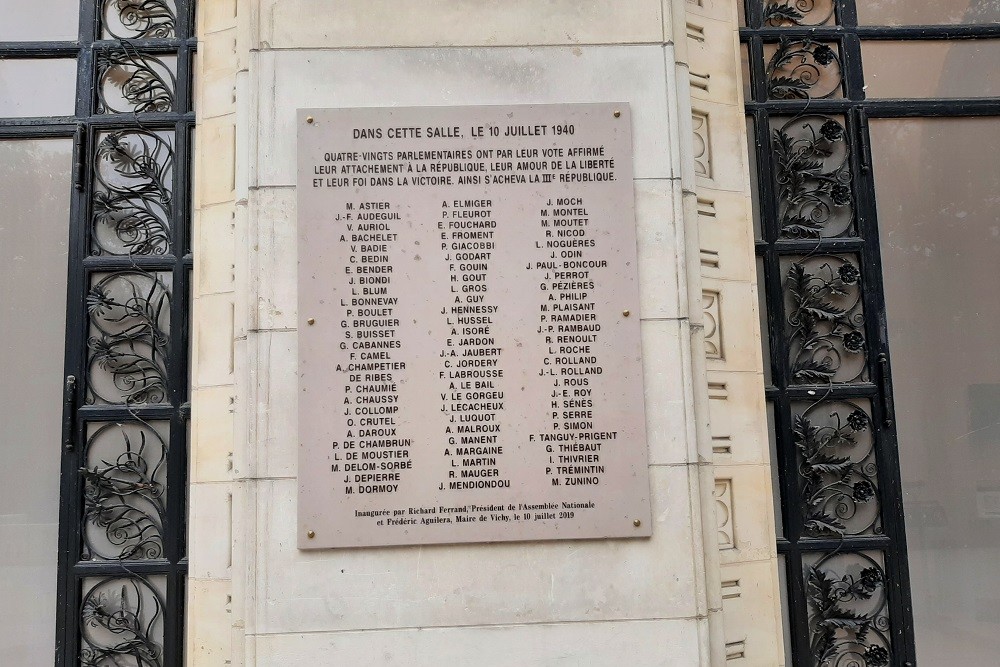 DANS CETTE SALLE, LE 10 JUILLET 1940
QUATRE-VINGTS PARLEMENTAIRES ONT PAR LEUR VOTE AFFIRMÉ
LEUR ATTACHEMENT À LA RÉPUBLIQUE, LEUR AMOUR DE LA LIBERTÉ
ET LEUR FOI DANS LA VICTOIRE. AINSI S'ACHEVA LA IIIE RÉPUBLIQUE.
M. ASTIER
J.-F. AUDEGUIL
V. AURIOL
A. BACHELET
V. BADIE
C. BEDIN
E. BENDER
J. BIONDI
L. BLUM
L. BONNEVAY
P. BOULET
G. BRUGUIER
S. BUISSET
G. CABANNES
F. CAMEL
A. CHAMPETIER
DE RIBES
P. CHAUMIÉ
A. CHAUSSY
J. COLLOMP
O. CRUTEL
A. DAROUX
P. DE CHAMBRUN
L. DE MOUSTIER
M. DELOM-SORBÉ
J. DEPIERRE
M. DORMOY
A. ELMIGER
P. FLEUROT
E. FOUCHARD
E. FROMENT
P. GIACOBBI
J. GODART
F. GOUIN
H. GOUT
L. GROS
A. GUY
J. HENNESSY
L. HUSSEL
A. ISORÉ
E. JARDON
J.-A. JAUBERT
C. JORDERY
F. LABROUSSE
A. LE BAIL
V. LE GORGEU
J. LECACHEUX
J. LUQUOT
A. MALROUX
G. MANENT
A. MARGAINE
L. MARTIN
R. MAUGER
J. MENDIONDOU
J. MOCH
M. MONTEL
M. MOUTET
R. NICOD
L. NOGUÈRES
J. ODIN
J. PAUL-BONCOUR
J. PERROT
G. PÉZIÈRES
A. PHILIP
M. PLAISANT
P. RAMADIER
J.-P. RAMBAUD
R. RENOULT
L. ROCHE
C. ROLLAND
J.-L. ROLLAND
J. ROUS
J.-E. ROY
H. SÉNÈS
P. SERRE
P. SIMON
F. TANGUY-PRIGENT
G. THIÉBAUT
I. THIVRIER
P. TRÉMINTIN
M. ZUNINO
Inaugurée par Richard Ferrand, Président de l'Assemblée Nationale
et Frédéric Aguilera, Maire de Vichy, le 10 juillet 2019